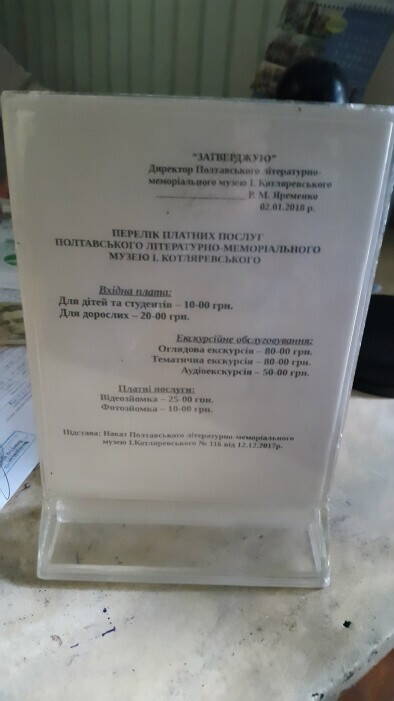 "ЗАТВЕРДЖУЮ"
Директор Полтавського літературно-
меморіального музею І. Котляревського
Р. М. Яременко
02.01.2018 р.
ПЕРЕЛІК ПЛАТНИХ ПОСЛУГ
ПОЛТАВСЬКОГО ЛІТЕРАТУРНО-МЕМОРІАЛЬНОГО
МУЗЕЮ І. КОТЛЯРЕВСЬКОГО
Вхідна плата:
Для дітей та студентів – 10-00 грн.
Для дорослих – 20-00 грн.
Екскурсійне обслуговування:
Оглядова екскурсія – 80-00 грн.
Тематична екскурсія – 80-00 грн.
Аудіоекскурсія – 50-00 грн.
Платні послуги:
Відеозйомка – 25-00 грн.
Фотозйомка – 10-00 грн.
Підстава: Наказ Полтавського літературно-меморіального
музею І.Котляревського № 116 від 12.12.2017р.